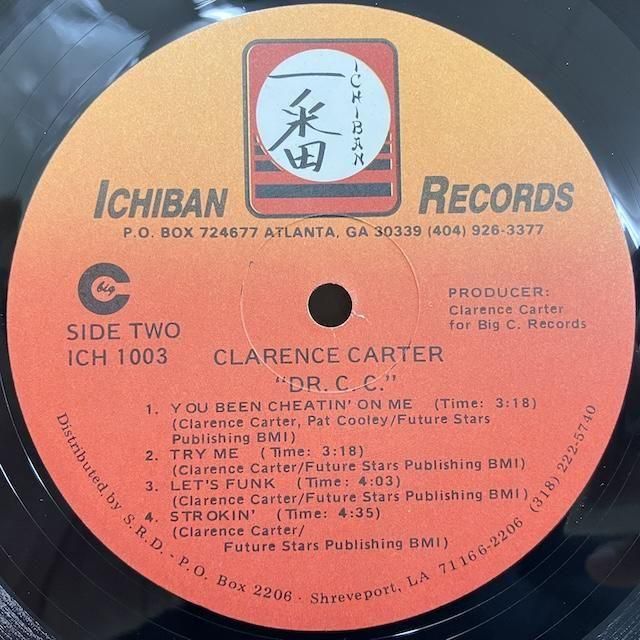 一番
ICHIBAN
ICHIBAN RECORDS
P.O. BOX 724677 ATLANTA, GA 30339 (404) 926-3377
big C
SIDE TWO
ICH 1003
PRODUCER:
Clarence Carter
for Big C. Records
CLARENCE CARTER
"DR. C. C."
1. YOU BEEN CHEATIN' ON ME (Time: 3:18)
(Clarence Carter, Pat Cooley/Future Stars
Publishing BMI)
2. TRY ME (Time: 3:18)
(Clarence Carter/Future Stars Publishing BMI)
3. LET'S FUNK (Time: 4:03)
(Clarence Carter/Future Stars Publishing BMI)
4. STROKIN' (Time: 4:35)
(Clarence Carter/
Future Stars Publishing BMI)
Distributed by S.R.D. - P.O. Box 2206 · Shreveport, LA 71166-2206 (318) 222-5740